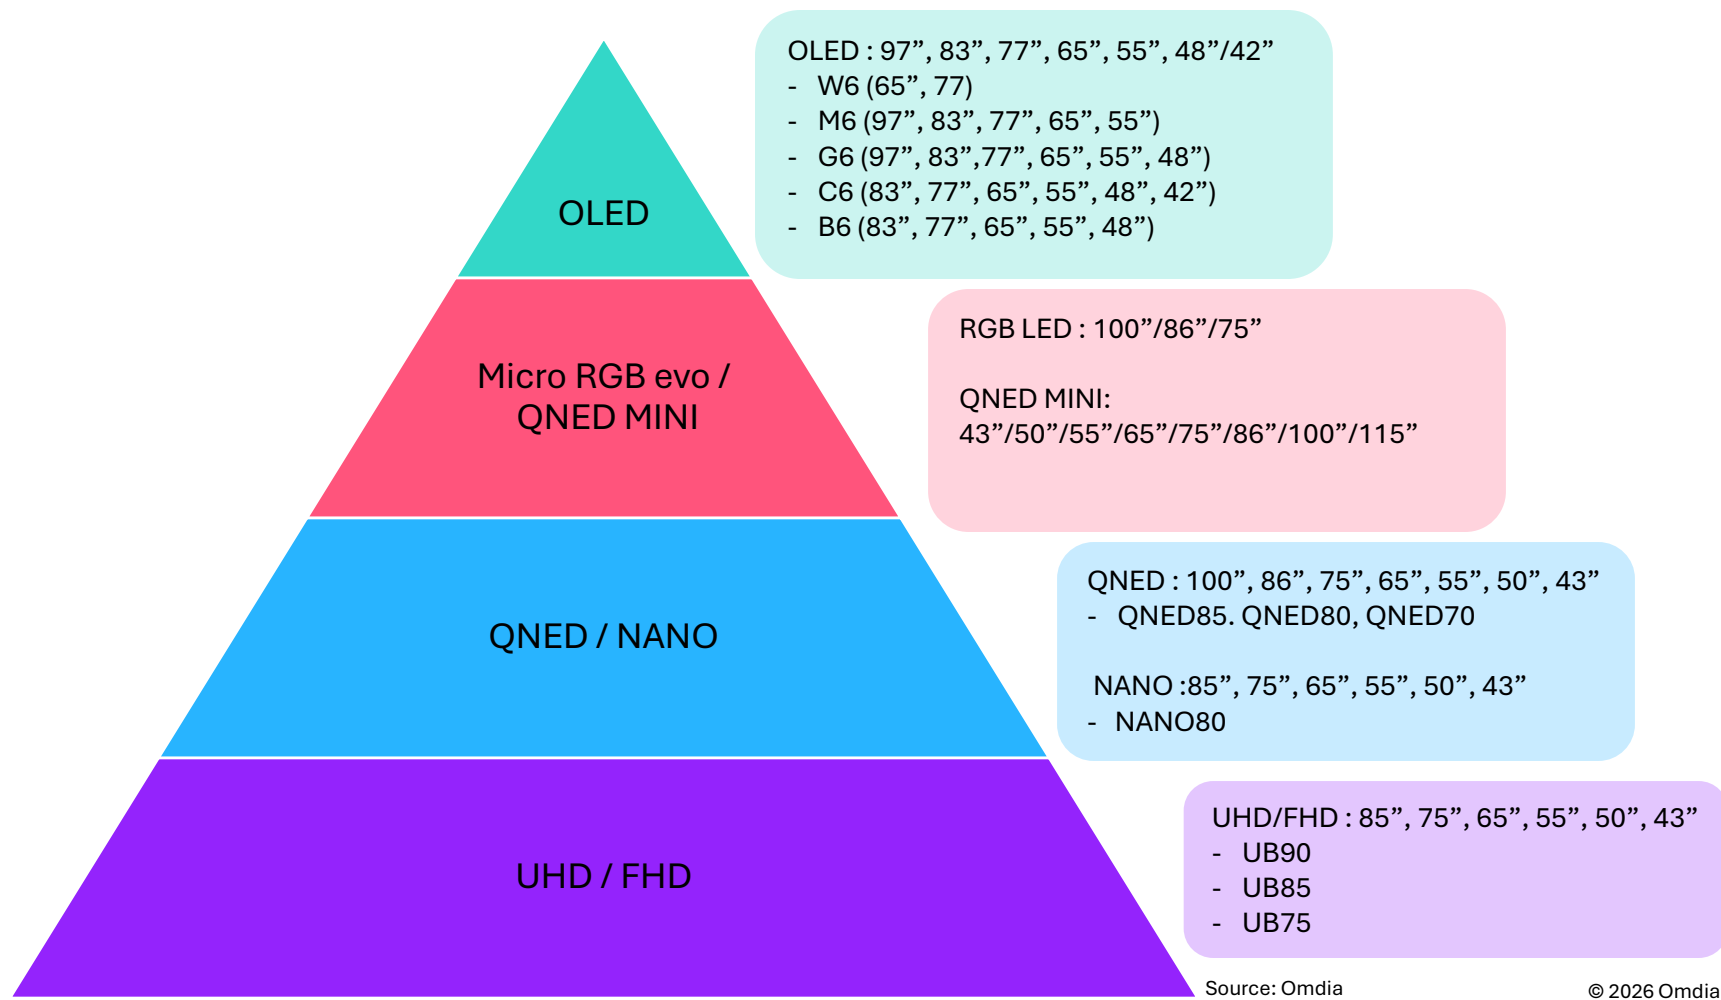 OLED
OLED : 97”, 83”, 77”, 65”, 55”, 48”/42”
- W6 (65”, 77)
- M6 (97”, 83”, 77”, 65”, 55”)
- G6 (97”, 83”,77”, 65”, 55”, 48”)
- C6 (83”, 77”, 65”, 55”, 48”, 42”)
- B6 (83”, 77”, 65”, 55”, 48”)
Micro RGB evo /
QNED MINI
RGB LED : 100”/86”/75”
QNED MINI:
43”/50”/55”/65”/75”/86”/100”/115”
QNED / NANO
QNED : 100”, 86”, 75”, 65”, 55”, 50”, 43”
- QNED85. QNED80, QNED70
NANO :85”, 75”, 65”, 55”, 50”, 43”
- NANO80
UHD / FHD
UHD/FHD : 85”, 75”, 65”, 55”, 50”, 43”
- UB90
- UB85
- UB75
Source: Omdia
© 2026 Omdia